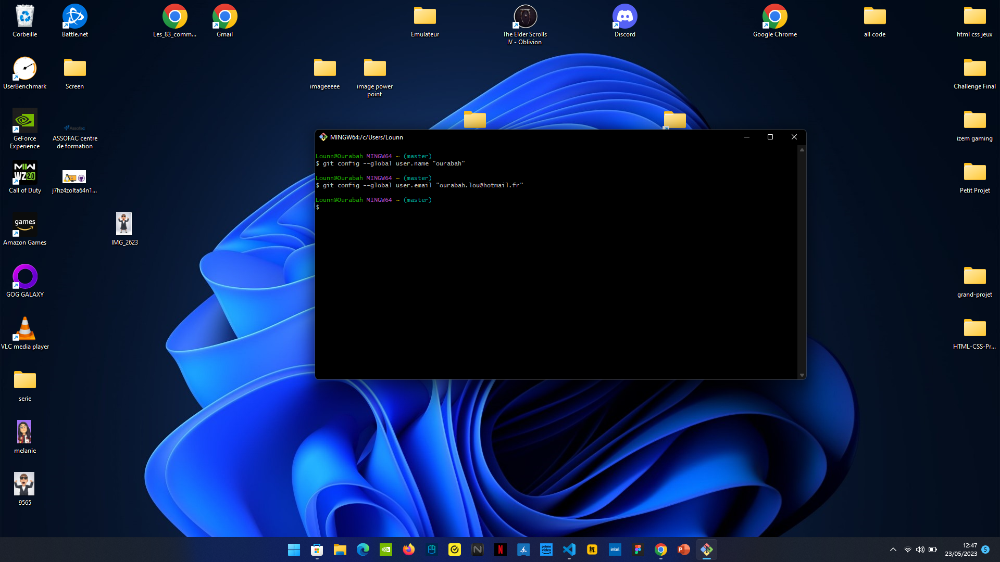 Corbeille
Battle.net
Les_83_comm...
Gmail
Emulateur
The Elder Scrolls
IV - Oblivion
Discord
Google Chrome
all code
html css jeux
UserBenchmark
Screen
imageeeee
image power
point
Challenge Final
GeForce
Experience
Assofac
ASSOFAC centre
de formation
izem gaming
MINGW64:/c/Users/Lounn
Lounn@Ourabah MINGW64 ~ (master)
$ git config --global user.name "ourabah"
Lounn@Ourabah MINGW64 ~ (master)
$ git config --global user.email "ourabah.lou@hotmail.fr"
Lounn@Ourabah MINGW64 ~ (master)
$
MW
WZ 2.0
Call of Duty
j7hz4zolta64n1...
Petit Projet
games
Amazon Games
IMG_2623
GOG GALAXY
grand-projet
VLC media player
HTML-CSS-Pr...
serie
melanie
9565
prime video
intel
12:47
23/05/2023
5